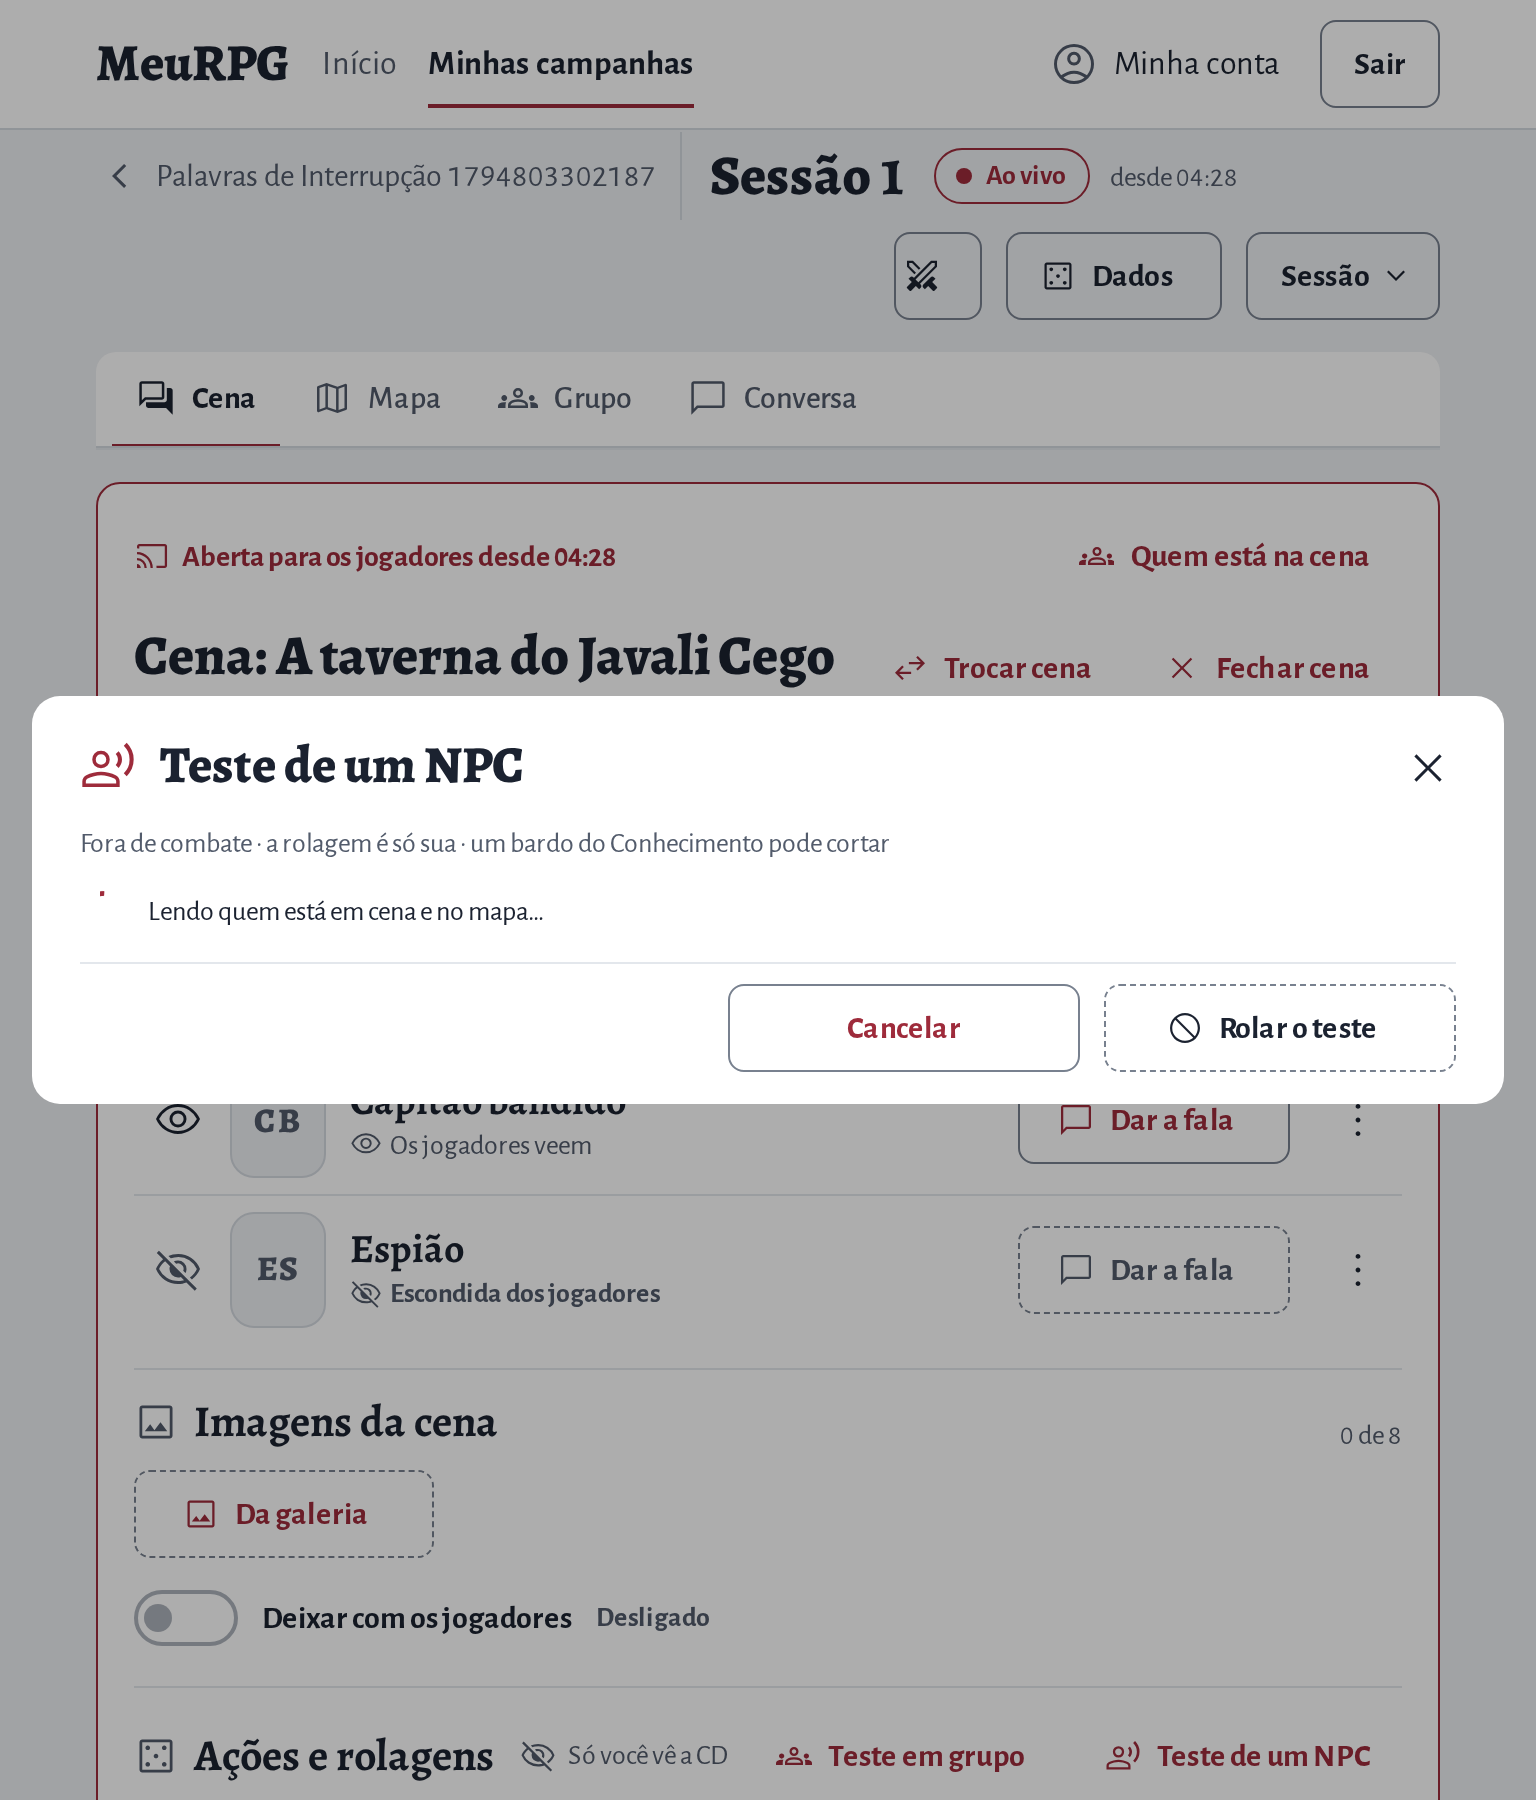 MeuRPG Início Minhas campanhas Minha conta Sair
Palavras de Interrupção 1794803302187 Sessão 1 Ao vivo desde 04:28
Dados Sessão
Cena Mapa Grupo Conversa
Aberta para os jogadores desde 04:28 Quem está na cena
Cena: A taverna do Javali Cego Trocar cena Fechar cena
Teste de um NPC
Fora de combate · a rolagem é só sua · um bardo do Conhecimento pode cortar
Lendo quem está em cena e no mapa...
Cancelar Rolar o teste
CB Capitão bandido Dar a fala
Os jogadores veem
ES Espião Dar a fala
Escondida dos jogadores
Imagens da cena 0 de 8
Da galeria
Deixar com os jogadores Desligado
Ações e rolagens Só você vê a CD Teste em grupo Teste de um NPC